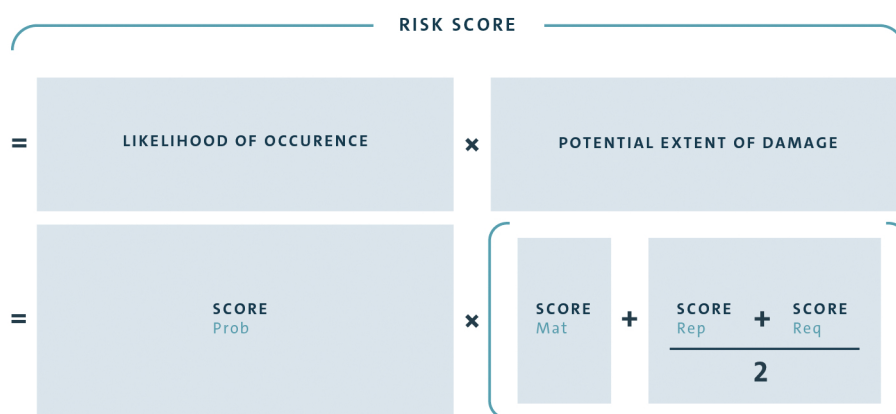 RISK SCORE
= LIKELIHOOD OF OCCURENCE × POTENTIAL EXTENT OF DAMAGE
= SCORE Prob × ( SCORE Mat + SCORE Rep + SCORE Req
2